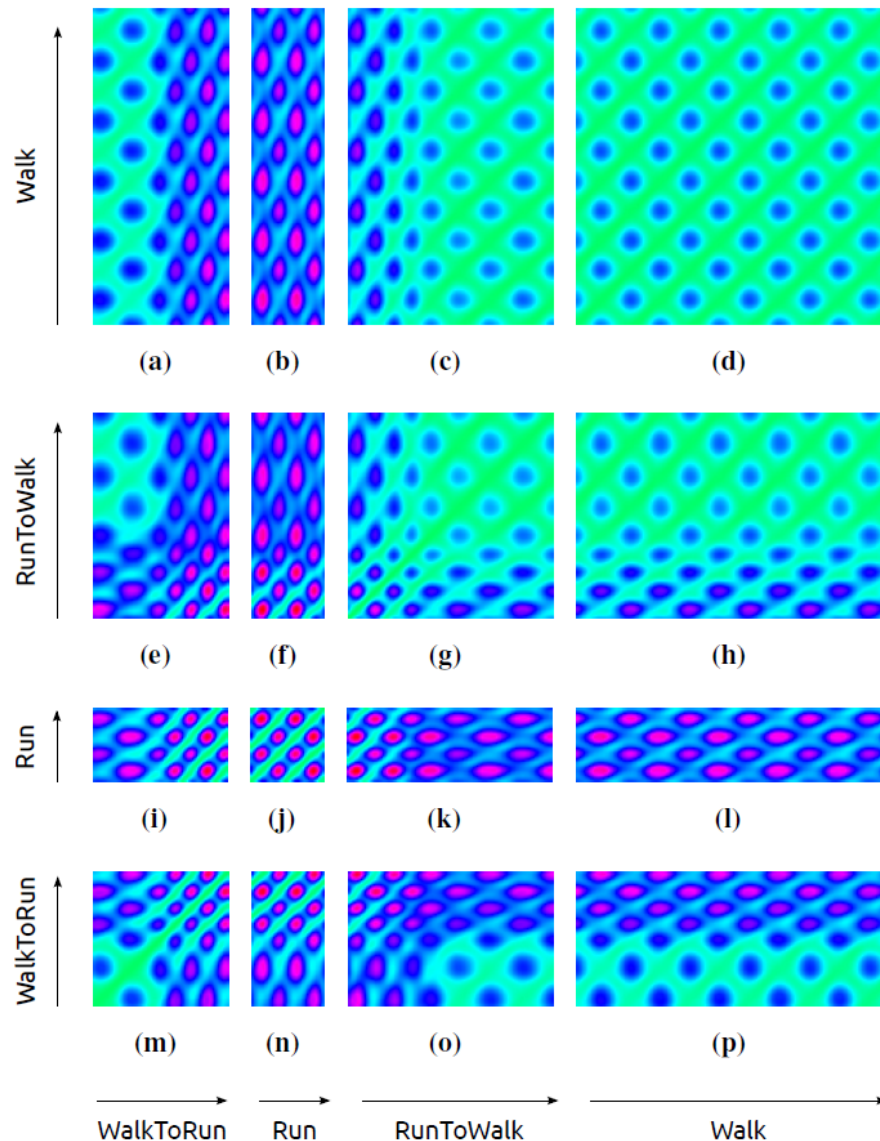 Walk
(a) (b) (c) (d)
RunToWalk
(e) (f) (g) (h)
Run
(i) (j) (k) (l)
WalkToRun
(m) (n) (o) (p)
WalkToRun Run RunToWalk Walk